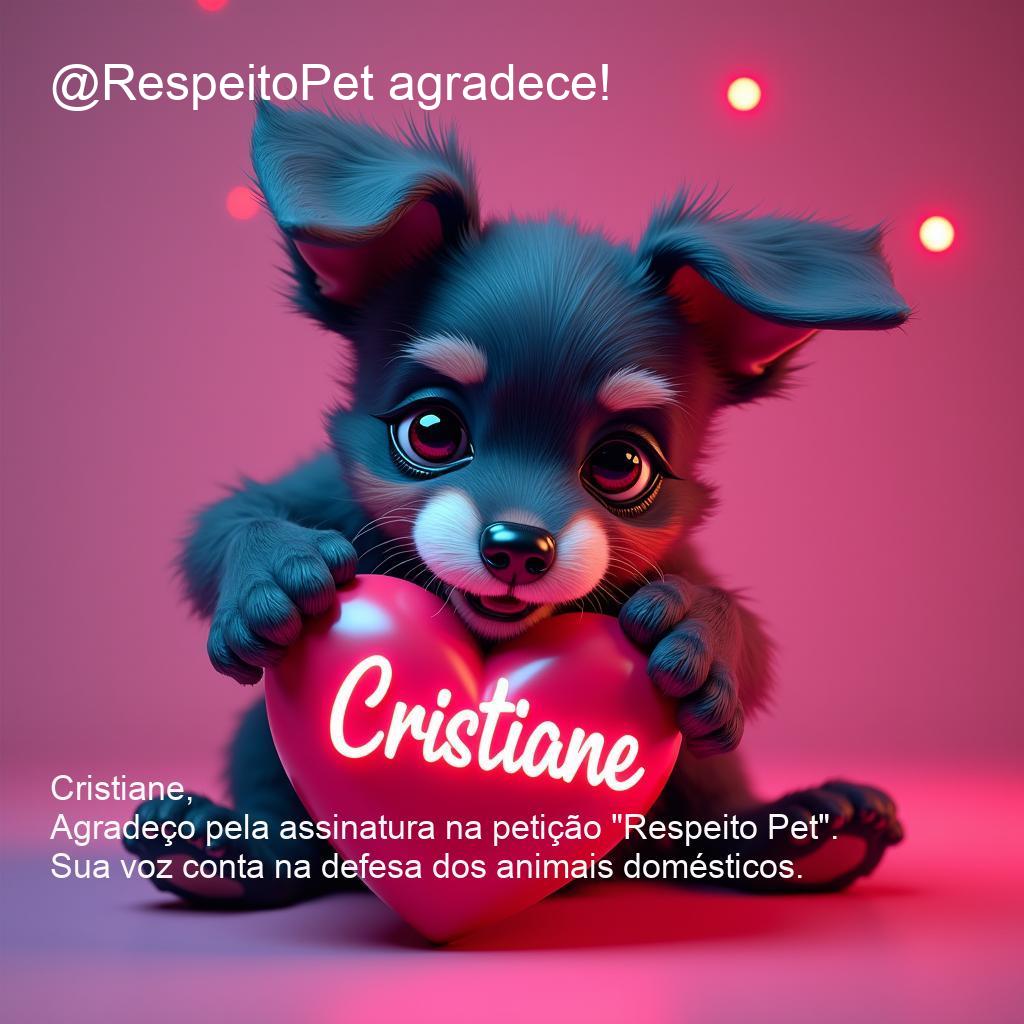 @RespeitoPet agradece!
Cristiane
Cristiane,
Agradeço pela assinatura na petição "Respeito Pet".
Sua voz conta na defesa dos animais domésticos.